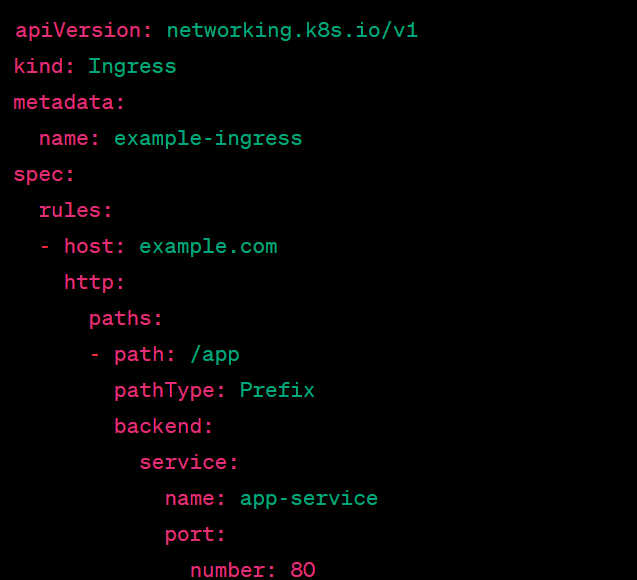 apiVersion: networking.k8s.io/v1
kind: Ingress
metadata:
  name: example-ingress
spec:
  rules:
  - host: example.com
    http:
      paths:
      - path: /app
        pathType: Prefix
        backend:
          service:
            name: app-service
            port:
              number: 80